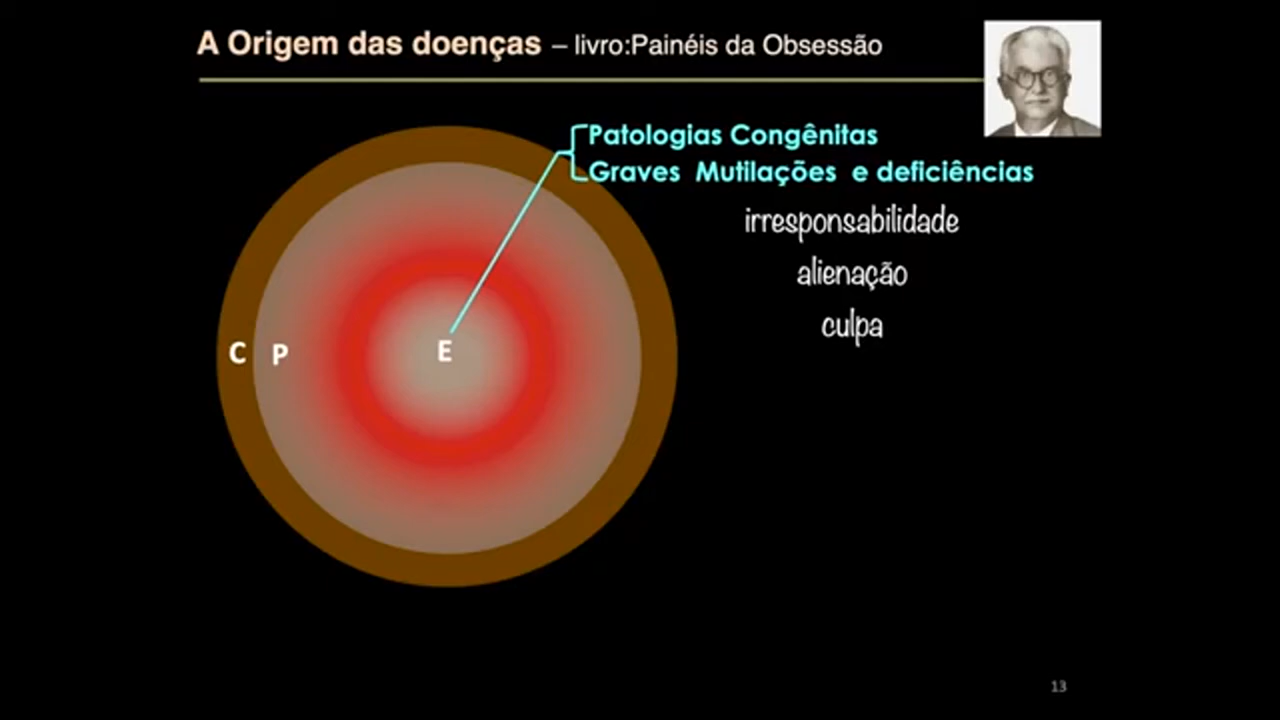 A Origem das doenças – livro:Painéis da Obsessão
Patologias Congênitas
Graves Mutilações e deficiências
irresponsabilidade
alienação
culpa
C P E
13